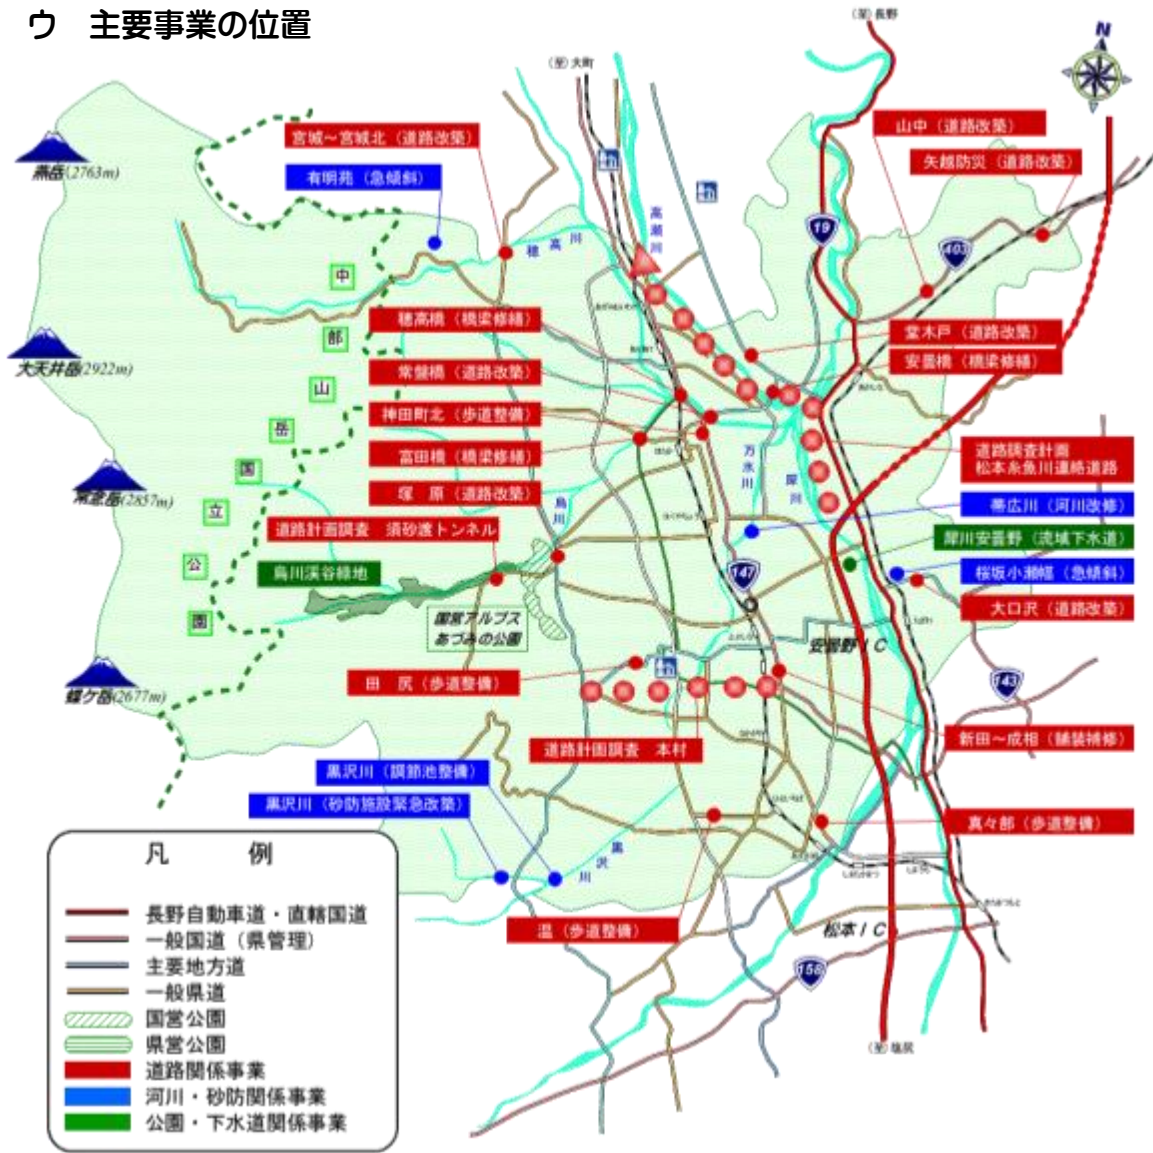 ウ 主要事業の位置
(至)長野
(至)大町
N
山中（道路改築）
宮城～宮城北（道路改築）
矢越防災（道路改築）
燕岳(2763m)
有明苑（急傾斜）
高瀬川
穂高川
19
403
中部山岳国立公園
穂高橋（橋梁修繕）
堂木戸（道路改築）
大天井岳(2922m)
安曇橋（橋梁修繕）
常盤橋（道路改築）
神田町北（歩道整備）
富田橋（橋梁修繕）
道路調査計画
松本糸魚川連絡道路
万水川
犀川
常念岳(2857m)
塚 原（道路改築）
烏川
帯広川（河川改修）
道路計画調査 須砂渡トンネル
犀川安曇野（流域下水道）
烏川渓谷緑地
147
桜坂小瀬幅（急傾斜）
大口沢（道路改築）
国営アルプス
あづみの公園
安曇野IC
蝶ケ岳(2677m)
田 尻（歩道整備）
143
新田～成相（舗装補修）
道路計画調査 本村
黒沢川（調節池整備）
黒沢川（砂防施設緊急改築）
真々部（歩道整備）
黒沢川
温（歩道整備）
松本IC
158
(至)塩尻
凡 例
長野自動車道・直轄国道
一般国道（県管理）
主要地方道
一般県道
国営公園
県営公園
道路関係事業
河川・砂防関係事業
公園・下水道関係事業